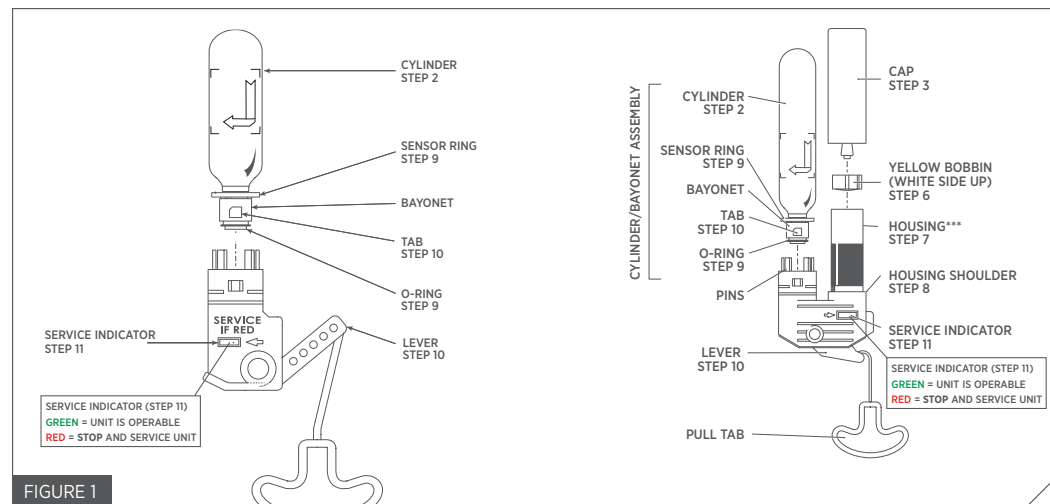 CYLINDER
STEP 2
SENSOR RING
STEP 9
BAYONET
TAB
STEP 10
O-RING
STEP 9
SERVICE
IF RED
SERVICE INDICATOR
STEP 11
LEVER
STEP 10
SERVICE INDICATOR (STEP 11)
GREEN = UNIT IS OPERABLE
RED = STOP AND SERVICE UNIT
FIGURE 1
CYLINDER/BAYONET ASSEMBLY
CYLINDER
STEP 2
SENSOR RING
STEP 9
BAYONET
TAB
STEP 10
O-RING
STEP 9
PINS
LEVER
STEP 10
PULL TAB
CAP
STEP 3
YELLOW BOBBIN
(WHITE SIDE UP)
STEP 6
HOUSING***
STEP 7
HOUSING SHOULDER
STEP 8
SERVICE INDICATOR
STEP 11
SERVICE INDICATOR (STEP 11)
GREEN = UNIT IS OPERABLE
RED = STOP AND SERVICE UNIT